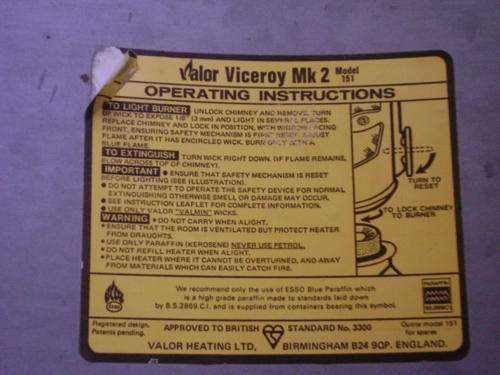 Valor Viceroy Mk 2 Model 151
OPERATING INSTRUCTIONS
TO LIGHT BURNER UNLOCK CHIMNEY AND REMOVE. TURN
UP WICK TO EXPOSE 1/8" (3 mm) AND LIGHT IN SEVERAL PLACES.
REPLACE CHIMNEY AND LOCK IN POSITION, WITH WINDOW FACING
FRONT, ENSURING SAFETY MECHANISM IS FIRST RESET. ADJUST
FLAME AFTER IT HAS ENCIRCLED WICK. BURN ONLY WITH A
BLUE FLAME.
TO EXTINGUISH TURN WICK RIGHT DOWN. (IF FLAME REMAINS,
BLOW ACROSS TOP OF CHIMNEY).
IMPORTANT • ENSURE THAT SAFETY MECHANISM IS RESET
BEFORE LIGHTING (SEE ILLUSTRATION).
• DO NOT ATTEMPT TO OPERATE THE SAFETY DEVICE FOR NORMAL
EXTINGUISHING OTHERWISE SMELL OR DAMAGE MAY OCCUR.
• SEE INSTRUCTION LEAFLET FOR COMPLETE INFORMATION.
• USE ONLY VALOR "VALMIN" WICKS.
WARNING • DO NOT CARRY WHEN ALIGHT.
• ENSURE THAT THE ROOM IS VENTILATED BUT PROTECT HEATER
FROM DRAUGHTS.
• USE ONLY PARAFFIN (KEROSENE) NEVER USE PETROL.
• DO NOT REFILL HEATER WHEN ALIGHT.
• PLACE HEATER WHERE IT CANNOT BE OVERTURNED, AND AWAY
FROM MATERIALS WHICH CAN EASILY CATCH FIRE.
TURN TO
RESET
TO LOCK CHIMNEY
TO BURNER
We recommend only the use of ESSO Blue Paraffin which
is a high grade paraffin made to standards laid down
by B.S.2869.C.I. and is supplied from containers bearing this symbol.
Esso
PARAFFIN
Registered design.
Patents pending.
APPROVED TO BRITISH STANDARD No. 3300
VALOR HEATING LTD, BIRMINGHAM B24 9QP. ENGLAND.
Quote model 151
for spares